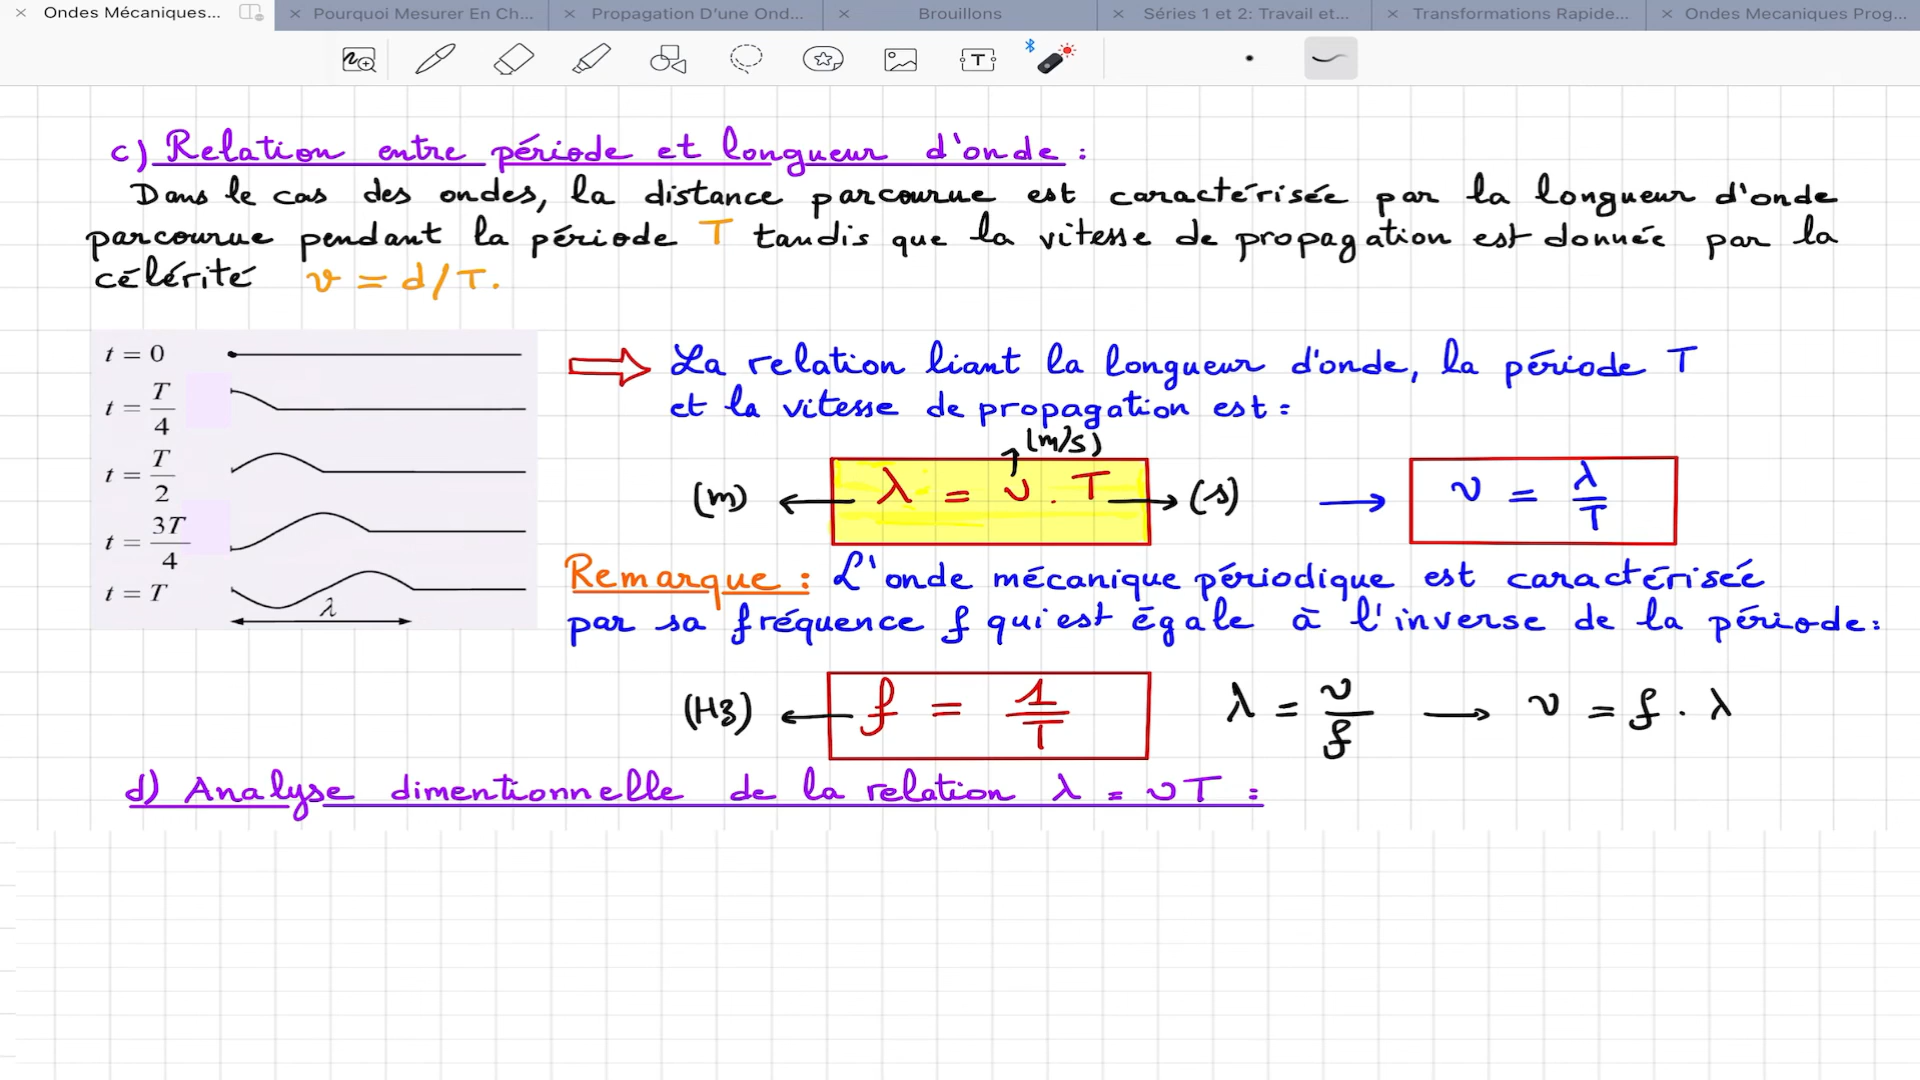 Ondes Mécaniques...
Pourquoi Mesurer En Ch...
Propagation D'une Ond...
Brouillons
Séries 1 et 2: Travail et...
Transformations Rapide...
Ondes Mecaniques Prog...
c) Relation entre période et longueur d'onde :
Dans le cas des ondes, la distance parcourue est caractérisée par la longueur d'onde
parcourue pendant la période T tandis que la vitesse de propagation est donnée par la
célérité v = d/T.
t = 0
t = T/4
t = T/2
t = 3T/4
t = T
λ
⇒ La relation liant la longueur d'onde, la période T
et la vitesse de propagation est :
(m/s)
(m) ← λ = v . T → (s) → v = λ/T
Remarque : L'onde mécanique périodique est caractérisée
par sa fréquence f qui est égale à l'inverse de la période :
(Hz) ← f = 1/T λ = v/f → v = f . λ
d) Analyse dimentionnelle de la relation λ = vT :